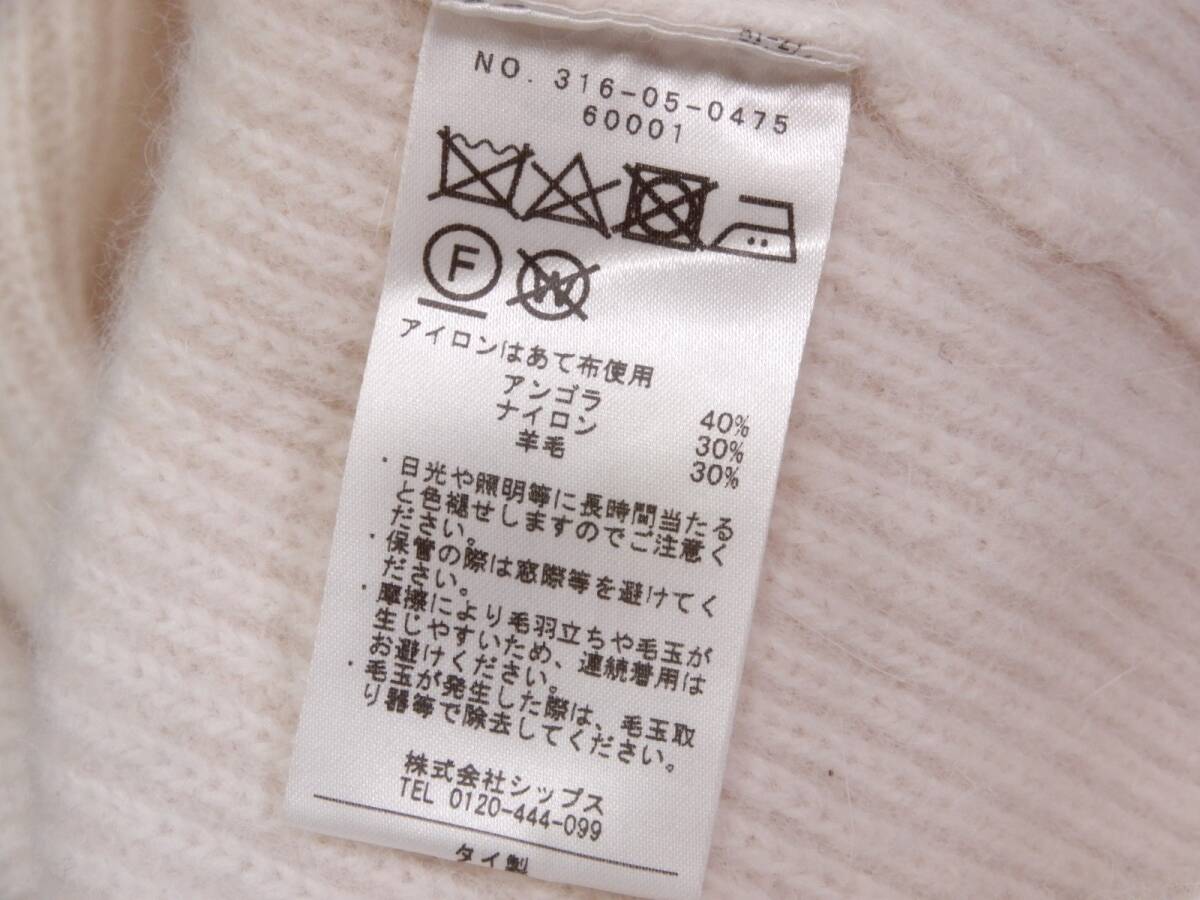 NO. 316-05-0475
60001
F
W
アイロンはあて布使用
アンゴラ 40%
ナイロン 30%
羊毛 30%
・日光や照明等に長時間当たる
と色褪せしますのでご注意く
ださい。
・保管の際は窓際等を避けてく
ださい。
・摩擦により毛羽立ちや毛玉が
生じやすいため、連続着用は
お避けください。
・毛玉が発生した際は、毛玉取
り器等で除去してください。
株式会社シップス
TEL 0120-444-099
タイ製